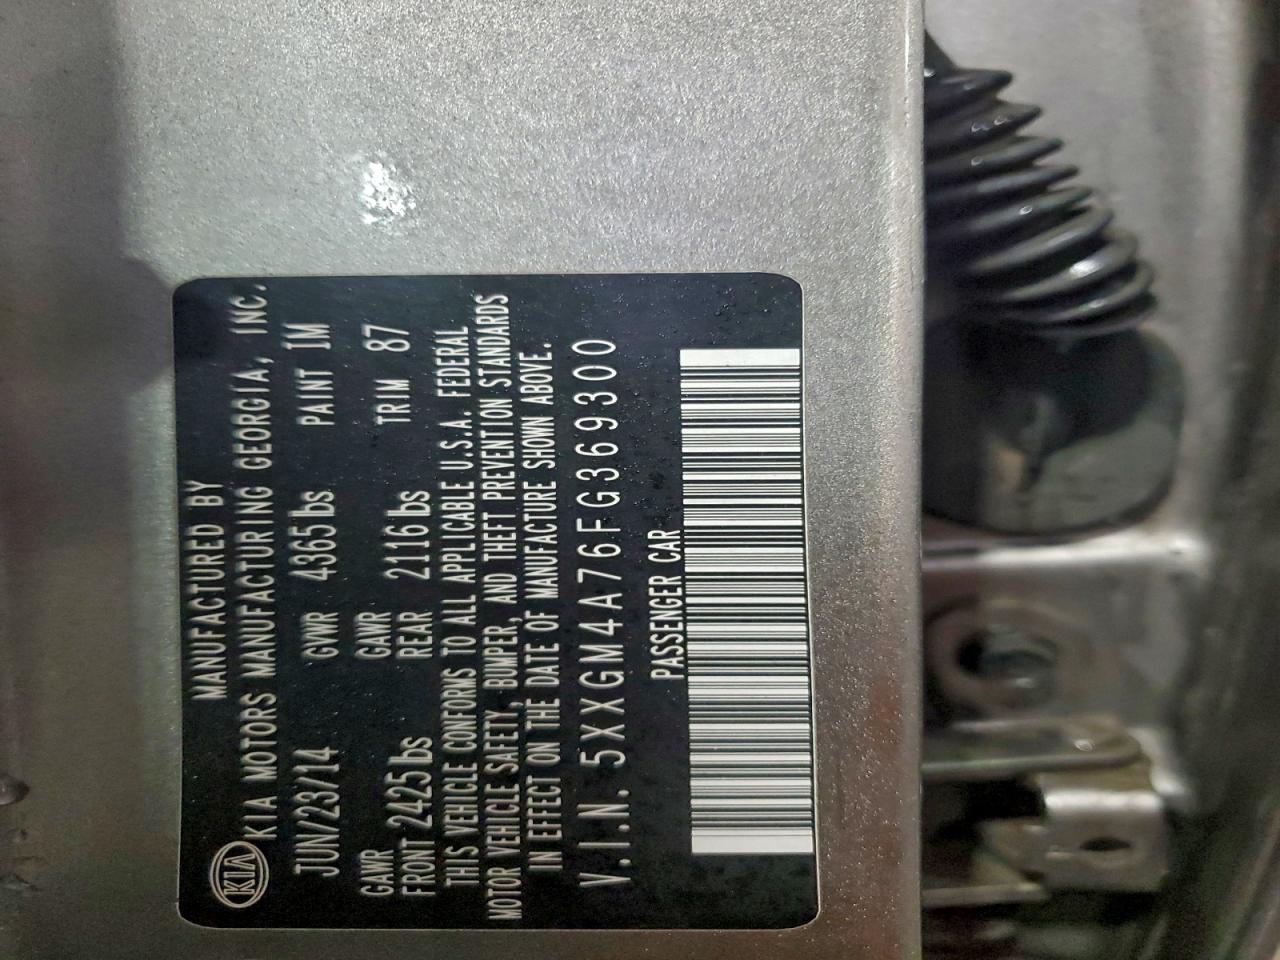 KIA
MANUFACTURED BY
KIA MOTORS MANUFACTURING GEORGIA, INC.
JUN/23/14 GVWR 4365 lbs PAINT IM
GAWR FRONT 2425 lbs GAWR REAR 2116 lbs TRIM 87
THIS VEHICLE CONFORMS TO ALL APPLICABLE U.S.A. FEDERAL
MOTOR VEHICLE SAFETY, BUMPER, AND THEFT PREVENTION STANDARDS
IN EFFECT ON THE DATE OF MANUFACTURE SHOWN ABOVE.
V.I.N. 5XXGM4A76FG369300
PASSENGER CAR